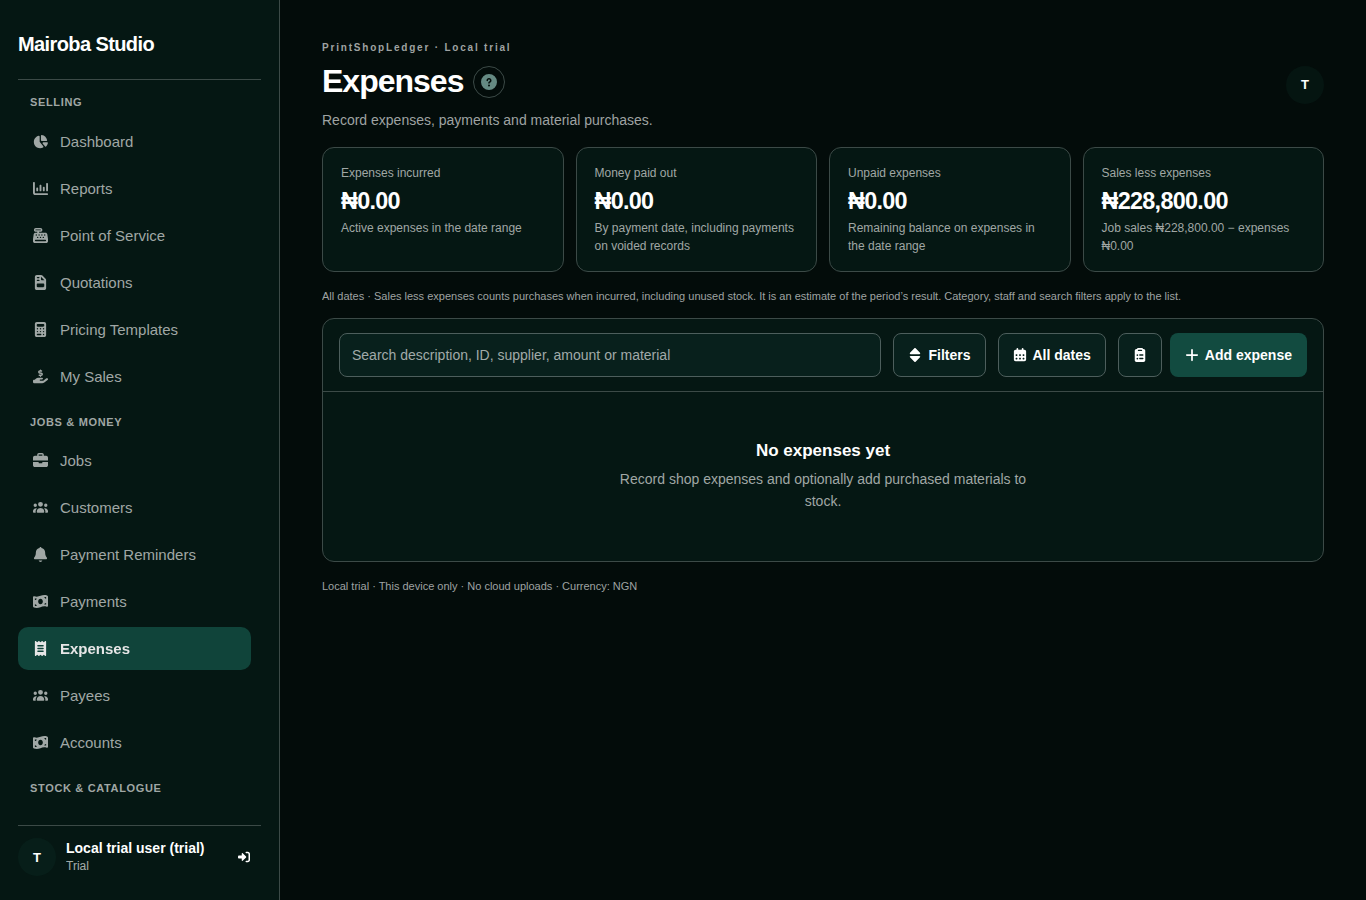 Mairoba Studio
SELLING
Dashboard
Reports
Point of Service
Quotations
Pricing Templates
My Sales
JOBS & MONEY
Jobs
Customers
Payment Reminders
Payments
Expenses
Payees
Accounts
STOCK & CATALOGUE
T
Local trial user (trial)
Trial
PrintShopLedger · Local trial
Expenses ?
T
Record expenses, payments and material purchases.
Expenses incurred
₦0.00
Active expenses in the date range
Money paid out
₦0.00
By payment date, including payments
on voided records
Unpaid expenses
₦0.00
Remaining balance on expenses in
the date range
Sales less expenses
₦228,800.00
Job sales ₦228,800.00 − expenses
₦0.00
All dates · Sales less expenses counts purchases when incurred, including unused stock. It is an estimate of the period's result. Category, staff and search filters apply to the list.
Search description, ID, supplier, amount or material
Filters
All dates
Add expense
No expenses yet
Record shop expenses and optionally add purchased materials to
stock.
Local trial · This device only · No cloud uploads · Currency: NGN